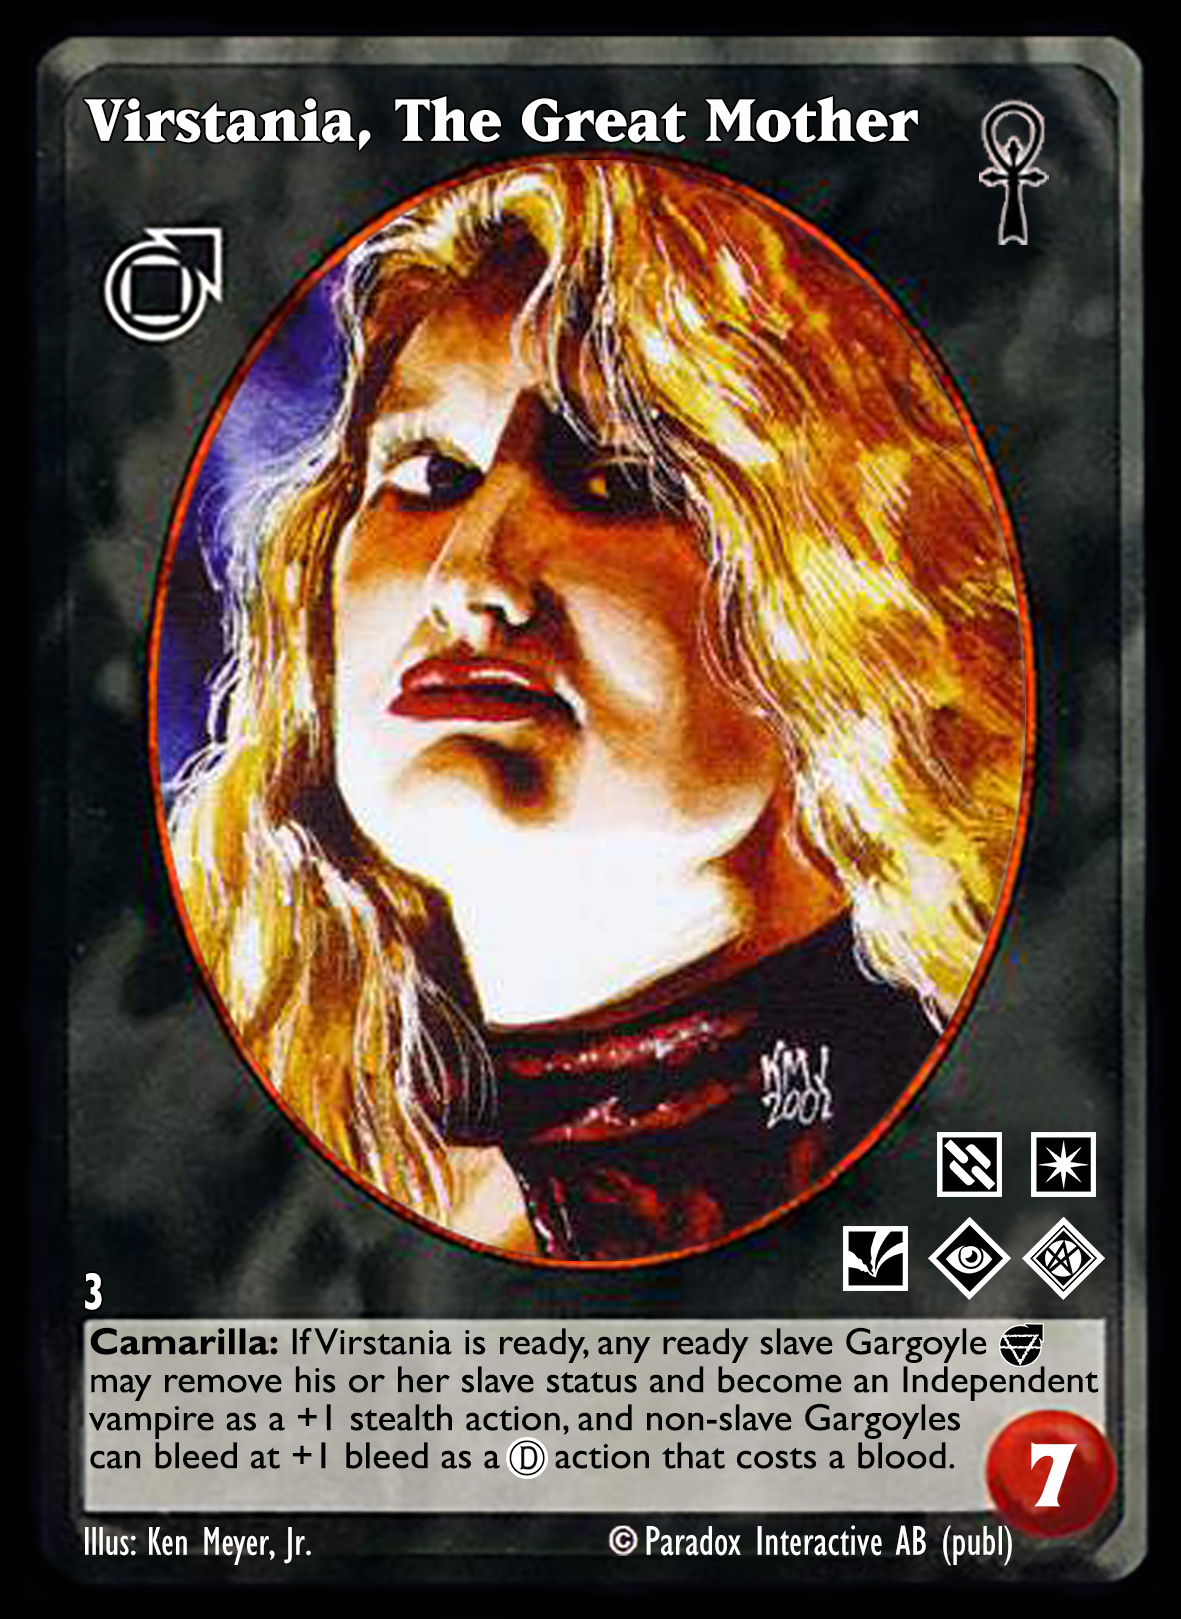 Virstania, The Great Mother
KMJ
2002
3
Camarilla: If Virstania is ready, any ready slave Gargoyle
may remove his or her slave status and become an Independent
vampire as a +1 stealth action, and non-slave Gargoyles
can bleed at +1 bleed as a Ⓓ action that costs a blood.
7
Illus: Ken Meyer, Jr.
© Paradox Interactive AB (publ)